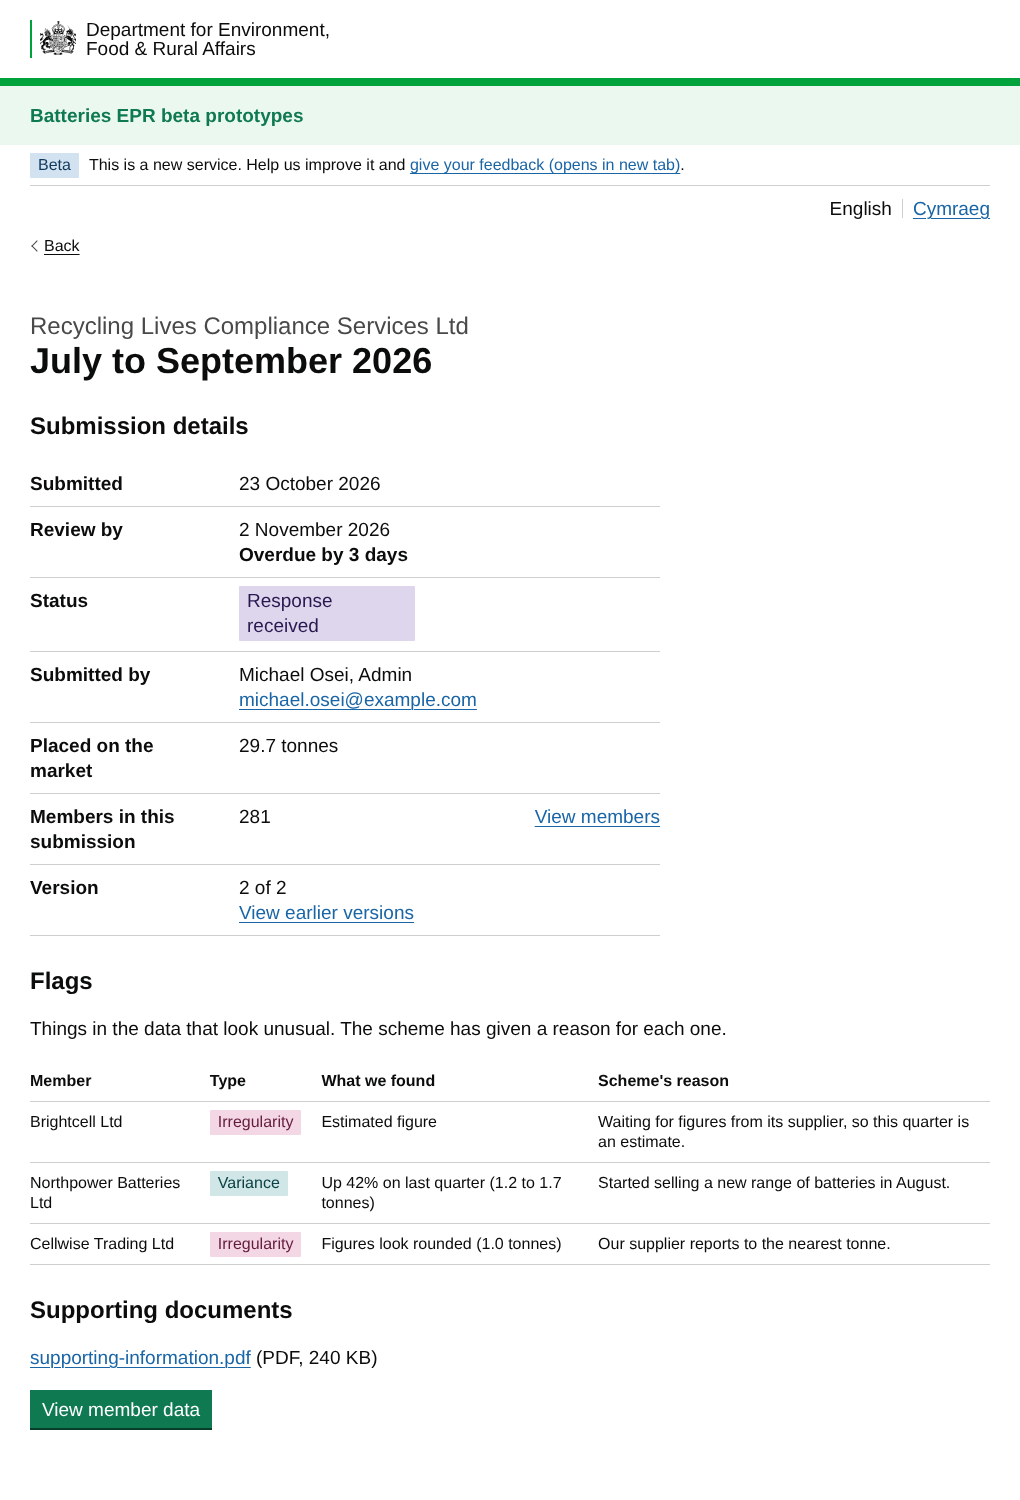 Department for Environment,
Food & Rural Affairs
Batteries EPR beta prototypes
Beta This is a new service. Help us improve it and give your feedback (opens in new tab).
English Cymraeg
Back
Recycling Lives Compliance Services Ltd
July to September 2026
Submission details
Submitted 23 October 2026
Review by 2 November 2026
Overdue by 3 days
Status Response
received
Submitted by Michael Osei, Admin
michael.osei@example.com
Placed on the 29.7 tonnes
market
Members in this 281 View members
submission
Version 2 of 2
View earlier versions
Flags
Things in the data that look unusual. The scheme has given a reason for each one.
Member Type What we found Scheme's reason
Brightcell Ltd Irregularity Estimated figure Waiting for figures from its supplier, so this quarter is
an estimate.
Northpower Batteries Variance Up 42% on last quarter (1.2 to 1.7 Started selling a new range of batteries in August.
Ltd tonnes)
Cellwise Trading Ltd Irregularity Figures look rounded (1.0 tonnes) Our supplier reports to the nearest tonne.
Supporting documents
supporting-information.pdf (PDF, 240 KB)
View member data